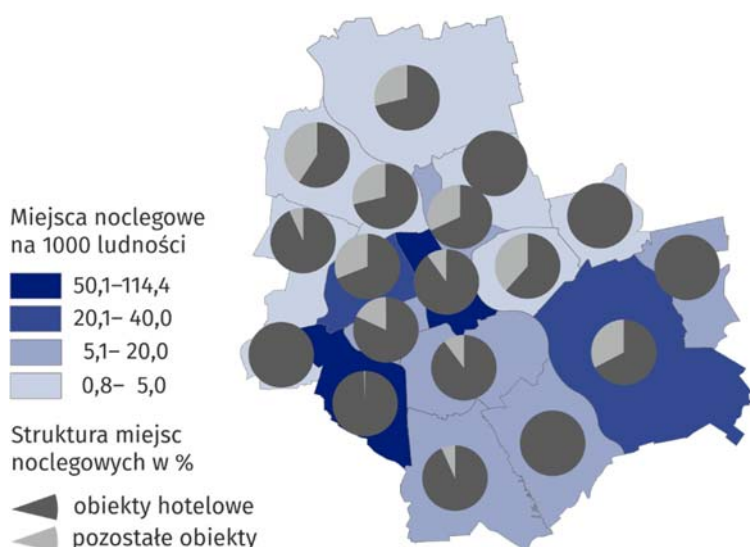 Miejsca noclegowe
na 1000 ludności
50,1–114,4
20,1– 40,0
5,1– 20,0
0,8– 5,0
Struktura miejsc
noclegowych w %
obiekty hotelowe
pozostałe obiekty